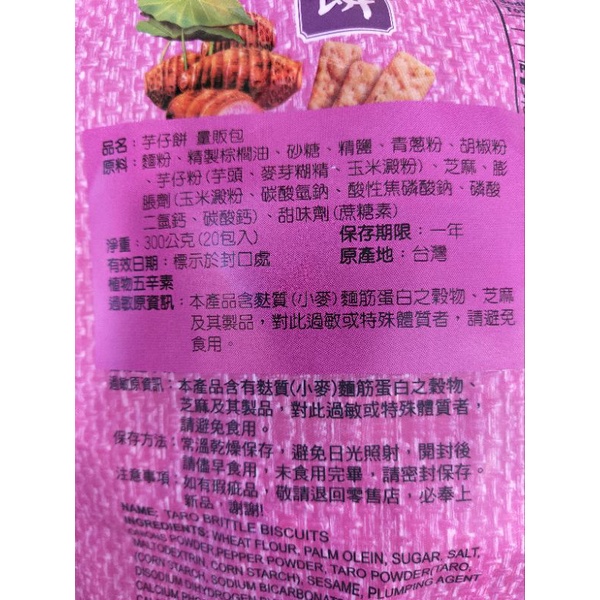 餅
品名：芋仔餅 量販包
原料：麵粉、精製棕櫚油、砂糖、精鹽、青蔥粉、胡椒粉
、芋仔粉(芋頭、麥芽糊精、玉米澱粉)、芝麻、膨
脹劑(玉米澱粉、碳酸氫鈉、酸性焦磷酸鈉、磷酸
二氫鈣、碳酸鈣)、甜味劑(蔗糖素)
淨重：300公克(20包入) 保存期限：一年
有效日期：標示於封口處 原產地：台灣
植物五辛素
過敏原資訊：本產品含麩質(小麥)麵筋蛋白之穀物、芝麻
及其製品，對此過敏或特殊體質者，請避免
食用。
過敏原資訊：本產品含有麩質(小麥)麵筋蛋白之穀物、
芝麻及其製品，對此過敏或特殊體質者，
請避免食用。
保存方法：常溫乾燥保存，避免日光照射，開封後
請儘早食用，未食用完畢，請密封保存。
注意事項：如有瑕疵品，敬請退回零售店，必奉上
新品，謝謝!
NAME: TARO BRITTLE BISCUITS
INGREDIENTS: WHEAT FLOUR, PALM OLEIN, SUGAR, SALT,
POWDER,PEPPER POWDER, TARO POWDER(TARO,
MALTODEXTRIN, CORN STARCH), SESAME, PLUMPING AGENT
(CORN STARCH, SODIUM BICARBONATE,
DISODIUM DIHYDROGEN
CALCIUM